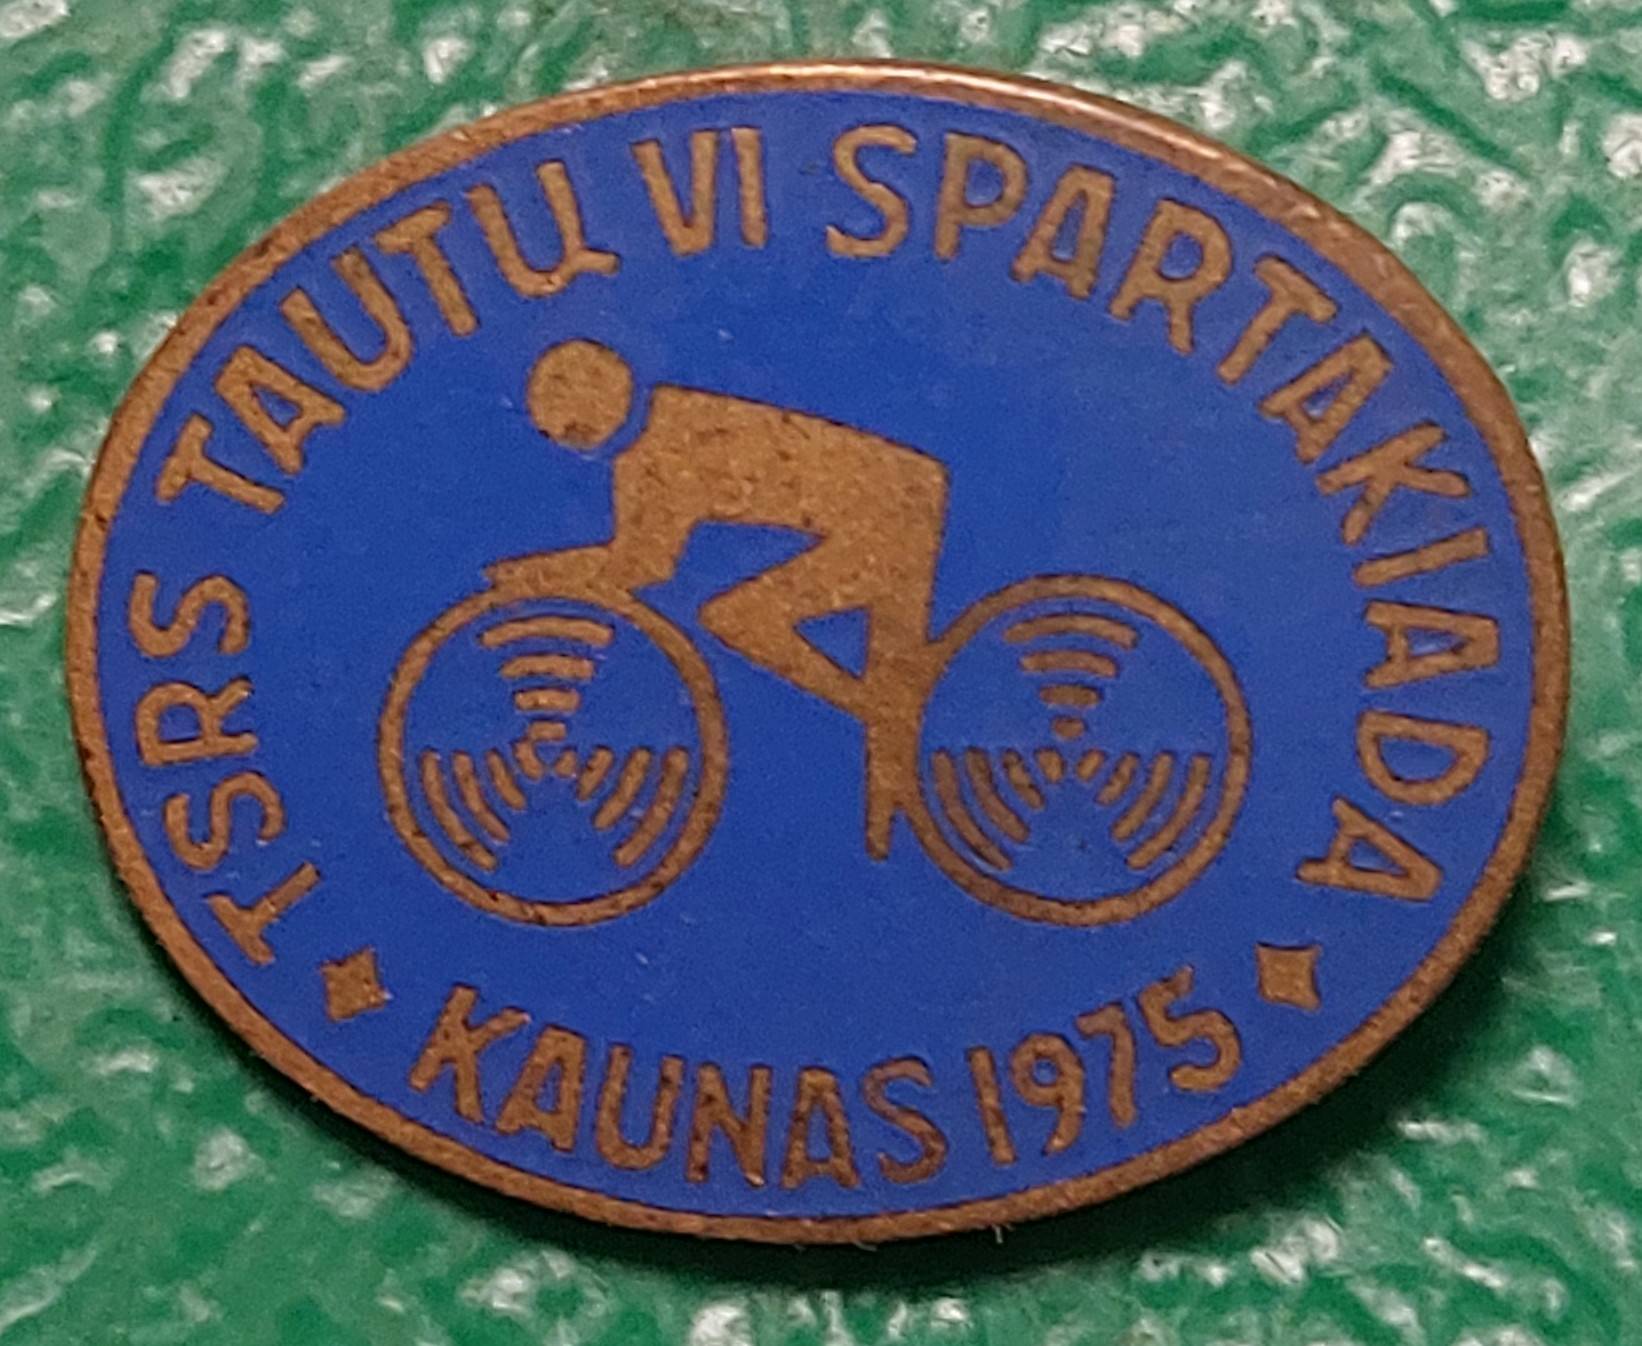 TSRS TAUTŲ VI SPARTAKIADA
KAUNAS 1975